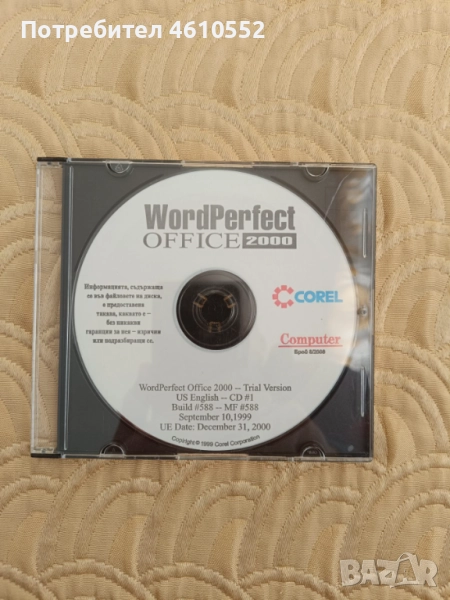 Потребител 4610552
WordPerfect
OFFICE 2000
Информацията, съдържаща
се във файловете на диска,
е предоставена
такава, каквато е –
без никакви
гаранции за нея – изрични
или подразбиращи се.
COREL
Computer
WordPerfect Office 2000 -- Trial Version
US English -- CD #1
Build #588 -- MF #588
September 10,1999
UE Date: December 31, 2000
Copyright® 1999 Corel Corporation
BAZAR